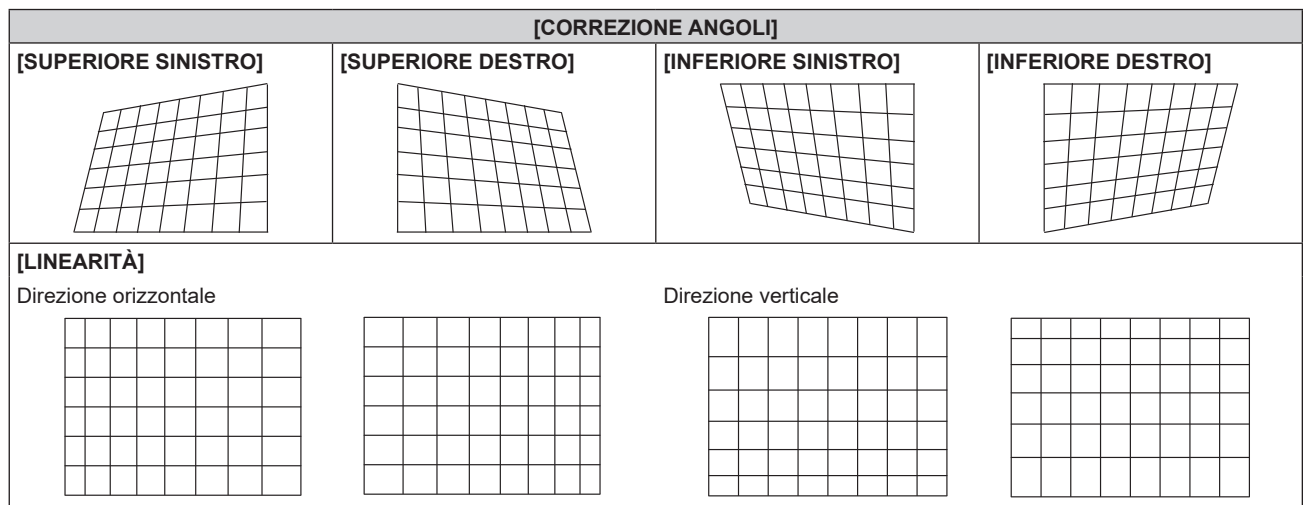 [CORREZIONE ANGOLI]
[SUPERIORE SINISTRO] [SUPERIORE DESTRO] [INFERIORE SINISTRO] [INFERIORE DESTRO]
[LINEARITÀ]
Direzione orizzontale Direzione verticale